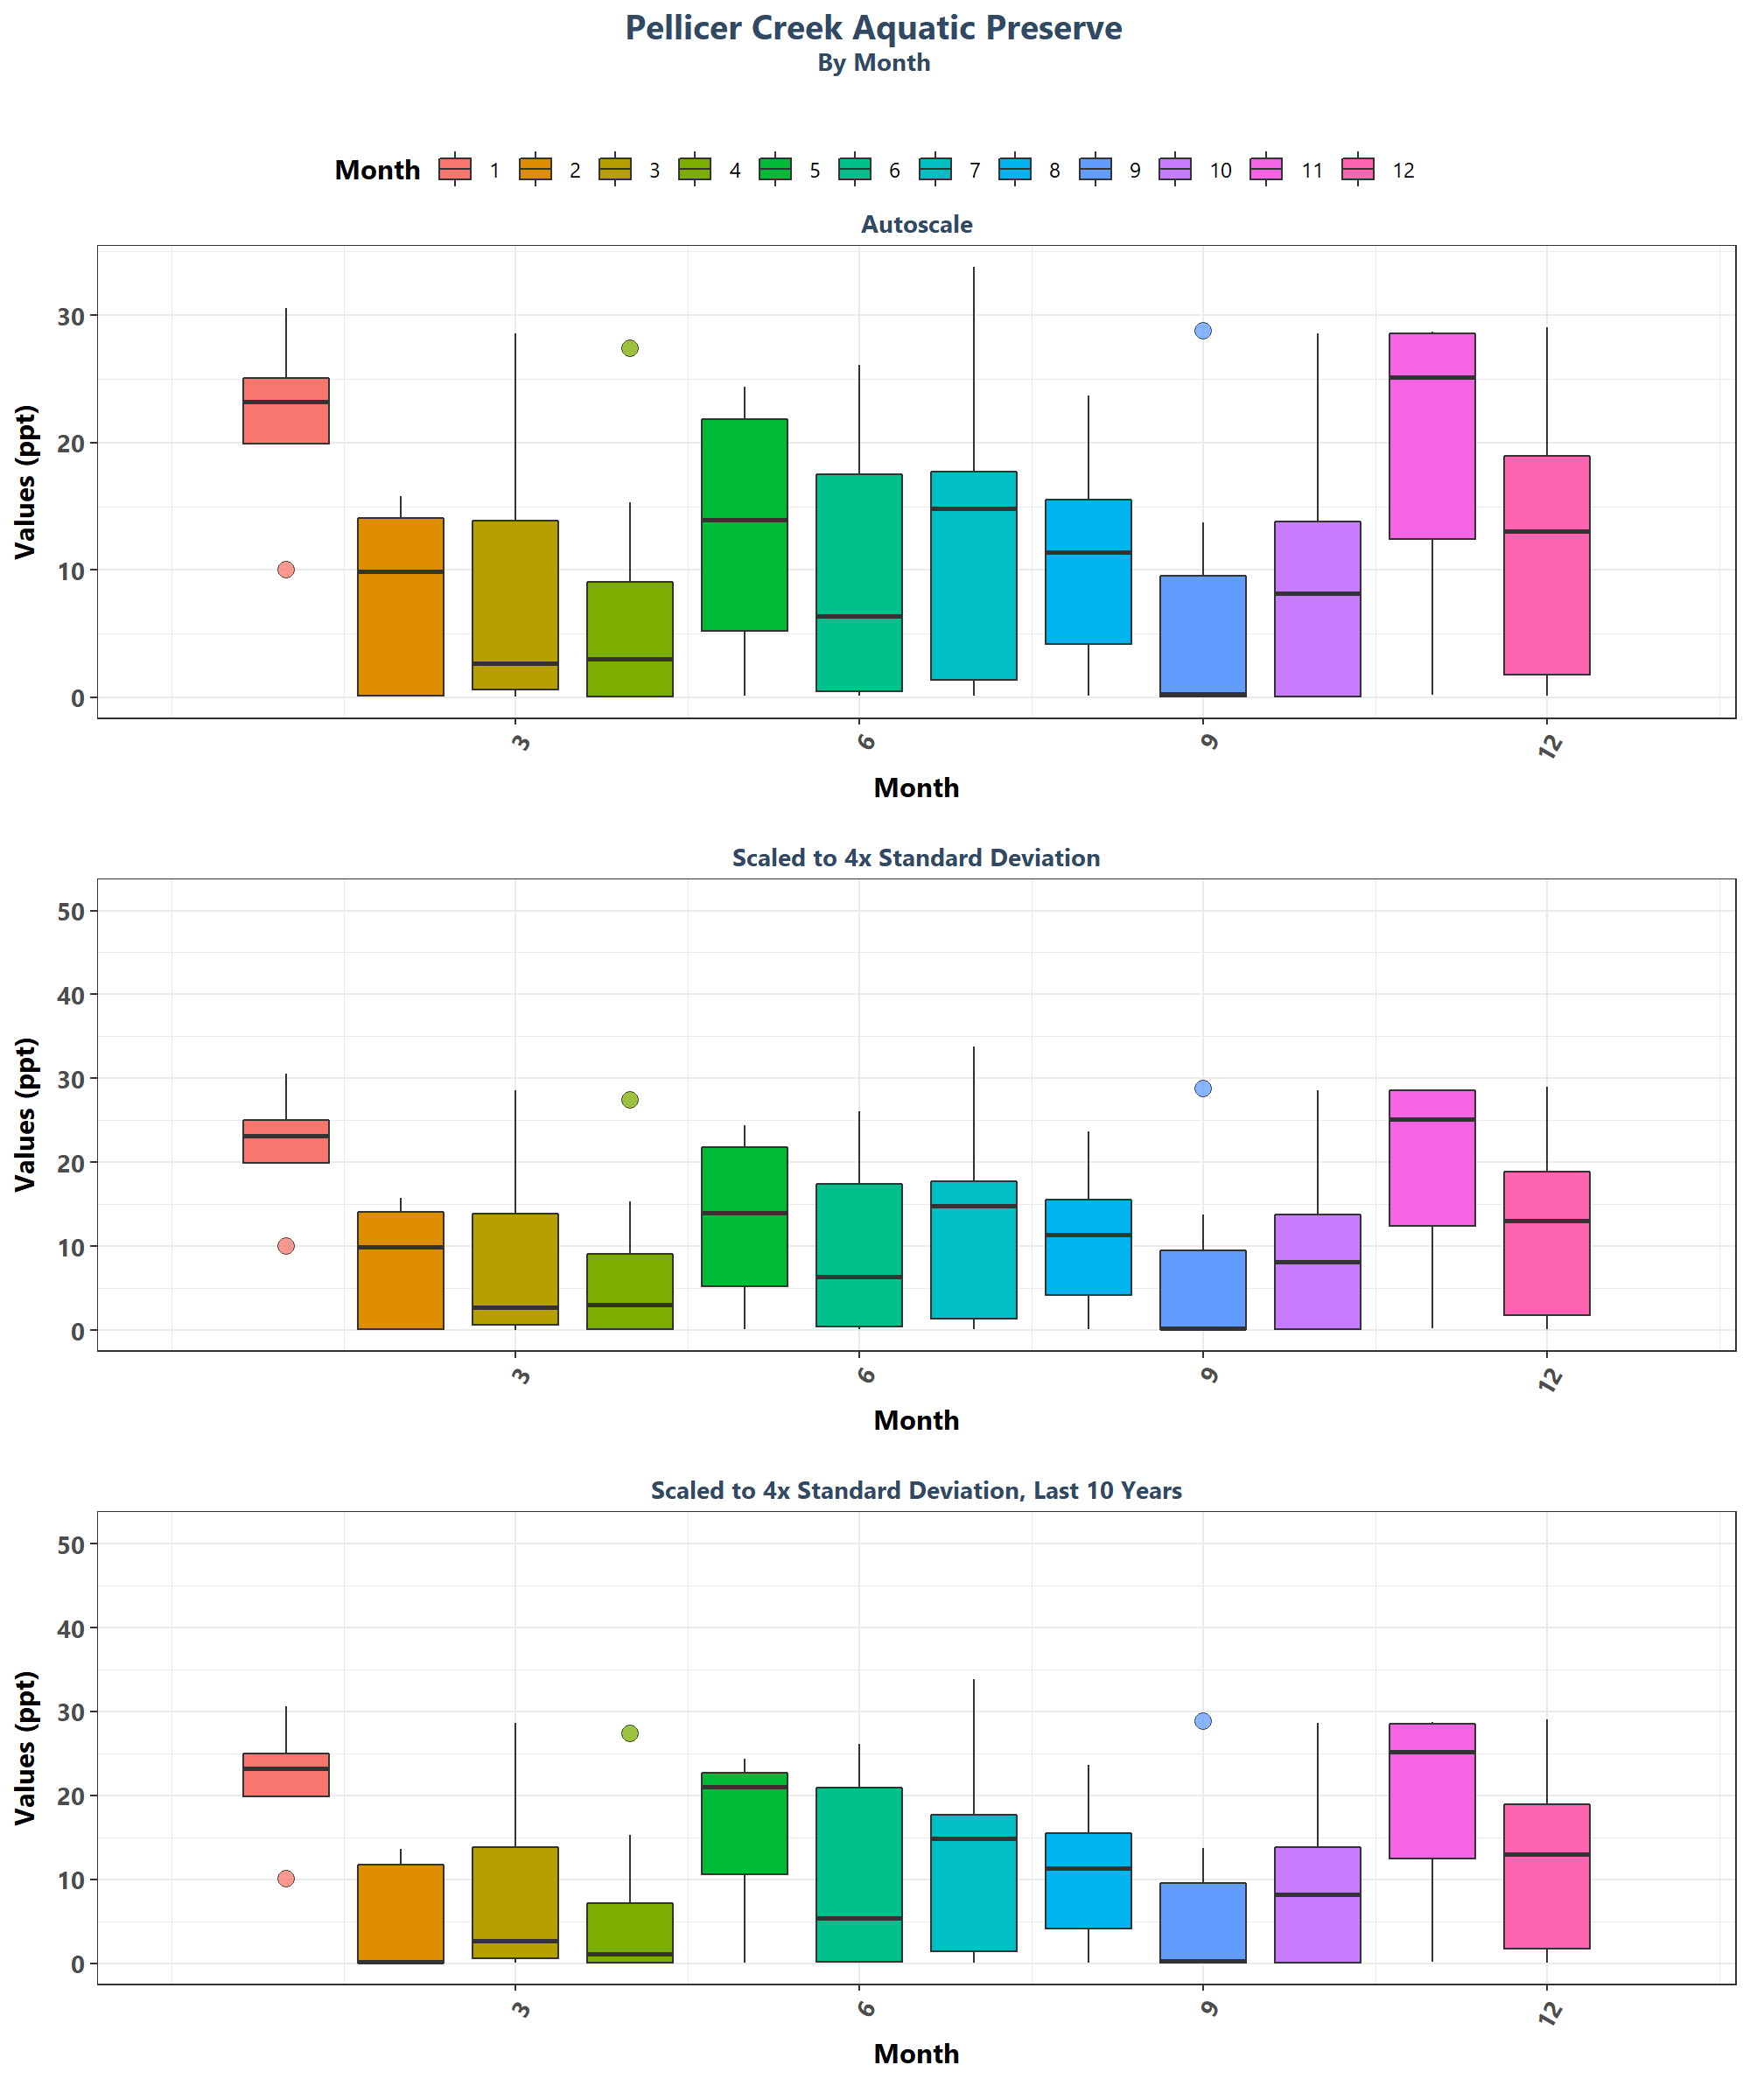 Pellicer Creek Aquatic Preserve
By Month
Month 1 2 3 4 5 6 7 8 9 10 11 12
Autoscale
Values (ppt)
30
20
10
0
3 6 9 12
Month
Scaled to 4x Standard Deviation
Values (ppt)
50
40
30
20
10
0
3 6 9 12
Month
Scaled to 4x Standard Deviation, Last 10 Years
Values (ppt)
50
40
30
20
10
0
3 6 9 12
Month